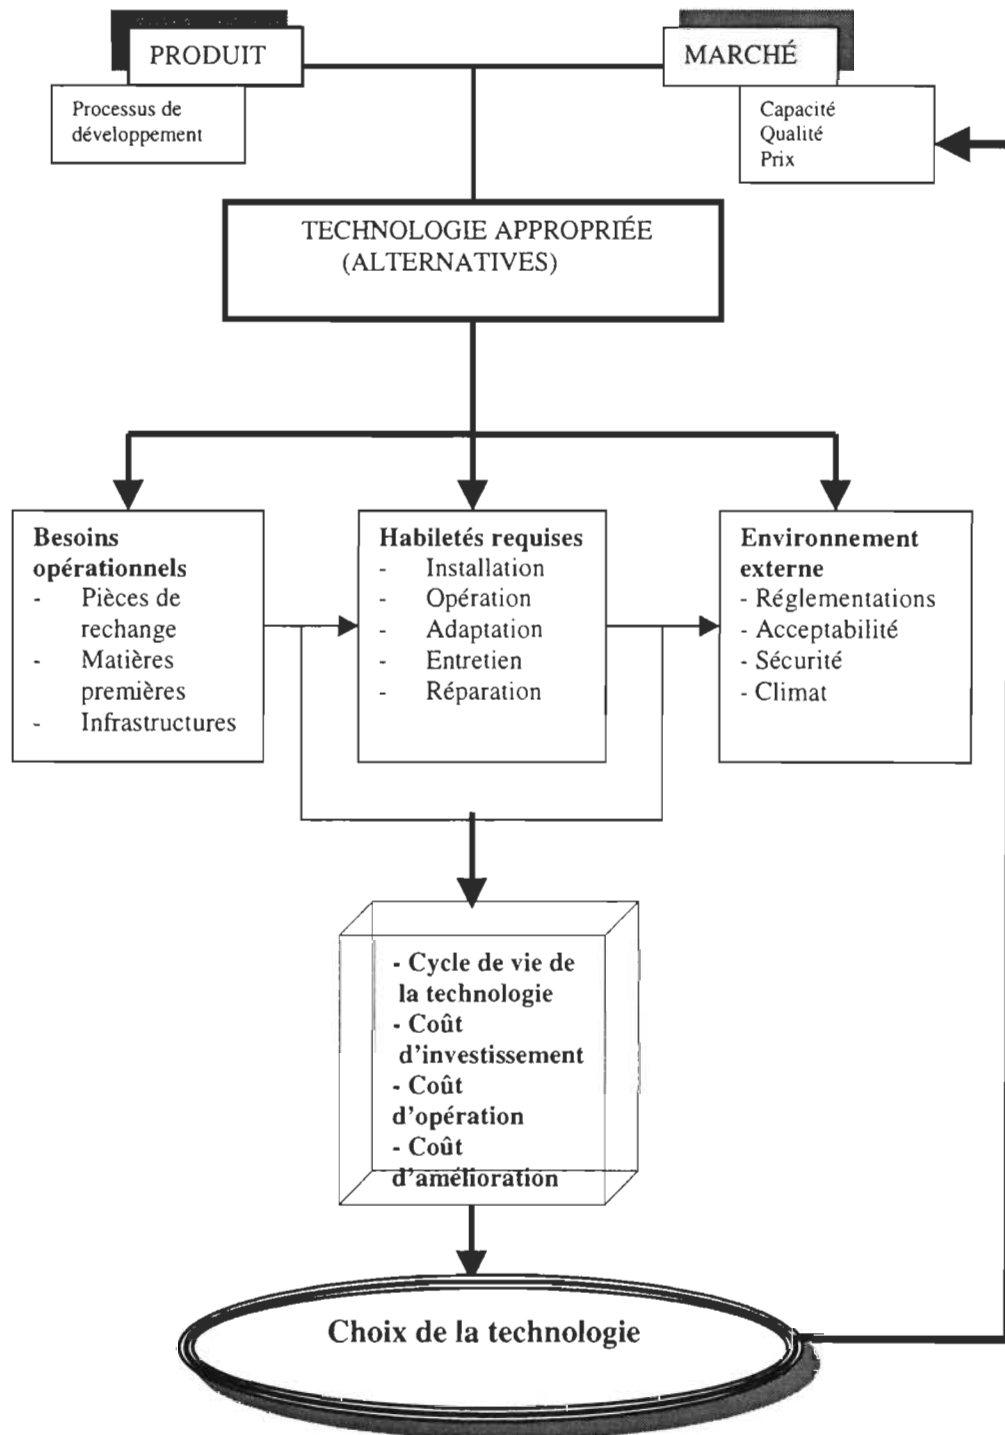 PRODUIT
Processus de
développement
MARCHÉ
Capacité
Qualité
Prix
TECHNOLOGIE APPROPRIÉE
(ALTERNATIVES)
Besoins
opérationnels
- Pièces de
rechange
- Matières
premières
- Infrastructures
Habiletés requises
- Installation
- Opération
- Adaptation
- Entretien
- Réparation
Environnement
externe
- Réglementations
- Acceptabilité
- Sécurité
- Climat
- Cycle de vie de
la technologie
- Coût
d'investissement
- Coût
d'opération
- Coût
d'amélioration
Choix de la technologie